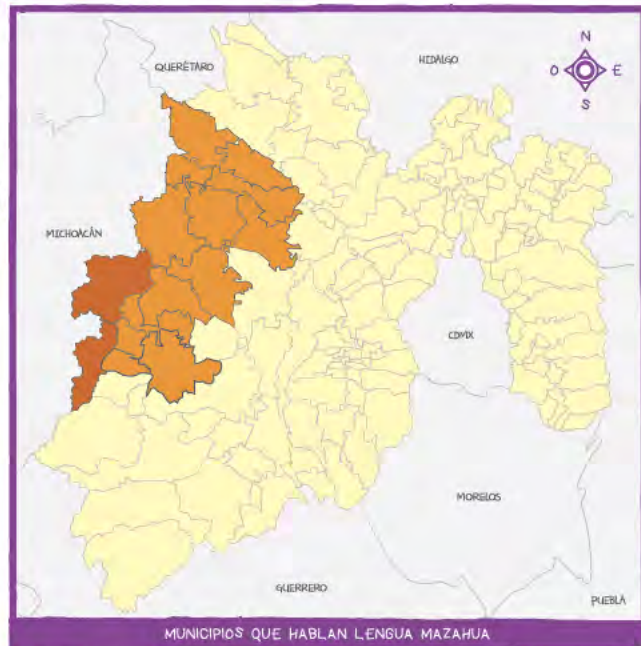 N
QUERÉTARO
HIDALGO
O
E
S
MICHOACÁN
CDMX
MORELOS
GUERRERO
PUEBLA
MUNICIPIOS QUE HABLAN LENGUA MAZAHUA